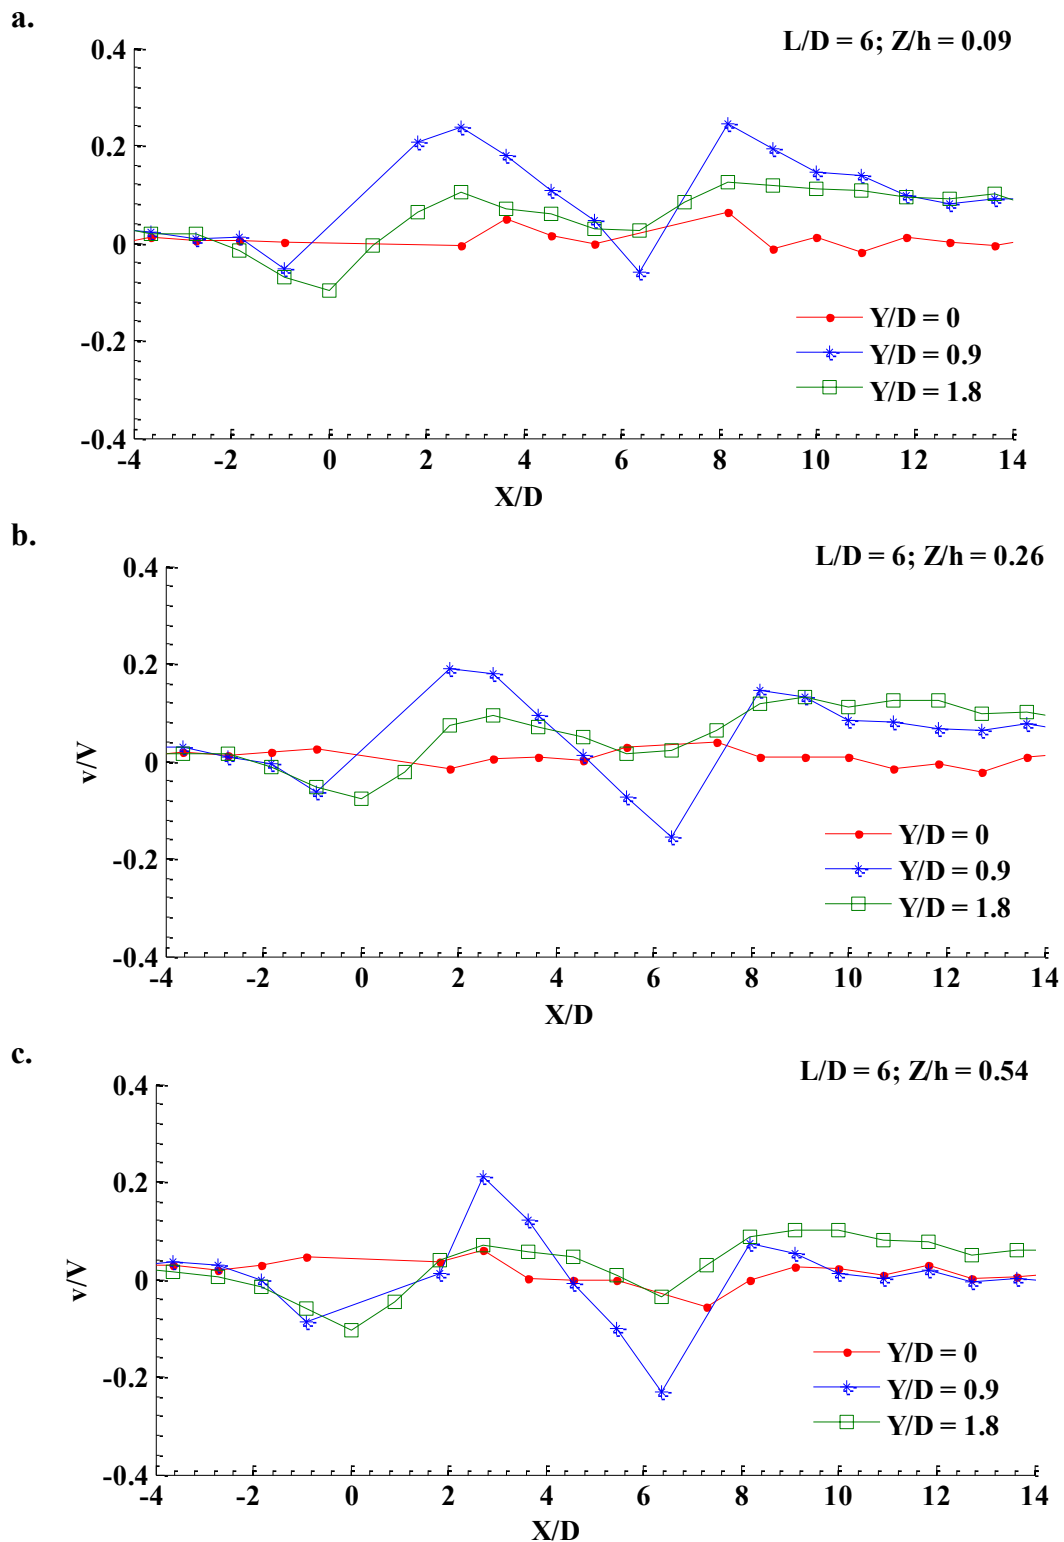 a.
L/D = 6; Z/h = 0.09
0.4
0.2
0
-0.2
-0.4
Y/D = 0
Y/D = 0.9
Y/D = 1.8
-4 -2 0 2 4 6 8 10 12 14
X/D
b.
L/D = 6; Z/h = 0.26
0.4
0.2
0
-0.2
-0.4
v/V
Y/D = 0
Y/D = 0.9
Y/D = 1.8
-4 -2 0 2 4 6 8 10 12 14
X/D
c.
L/D = 6; Z/h = 0.54
0.4
0.2
0
-0.2
-0.4
v/V
Y/D = 0
Y/D = 0.9
Y/D = 1.8
-4 -2 0 2 4 6 8 10 12 14
X/D